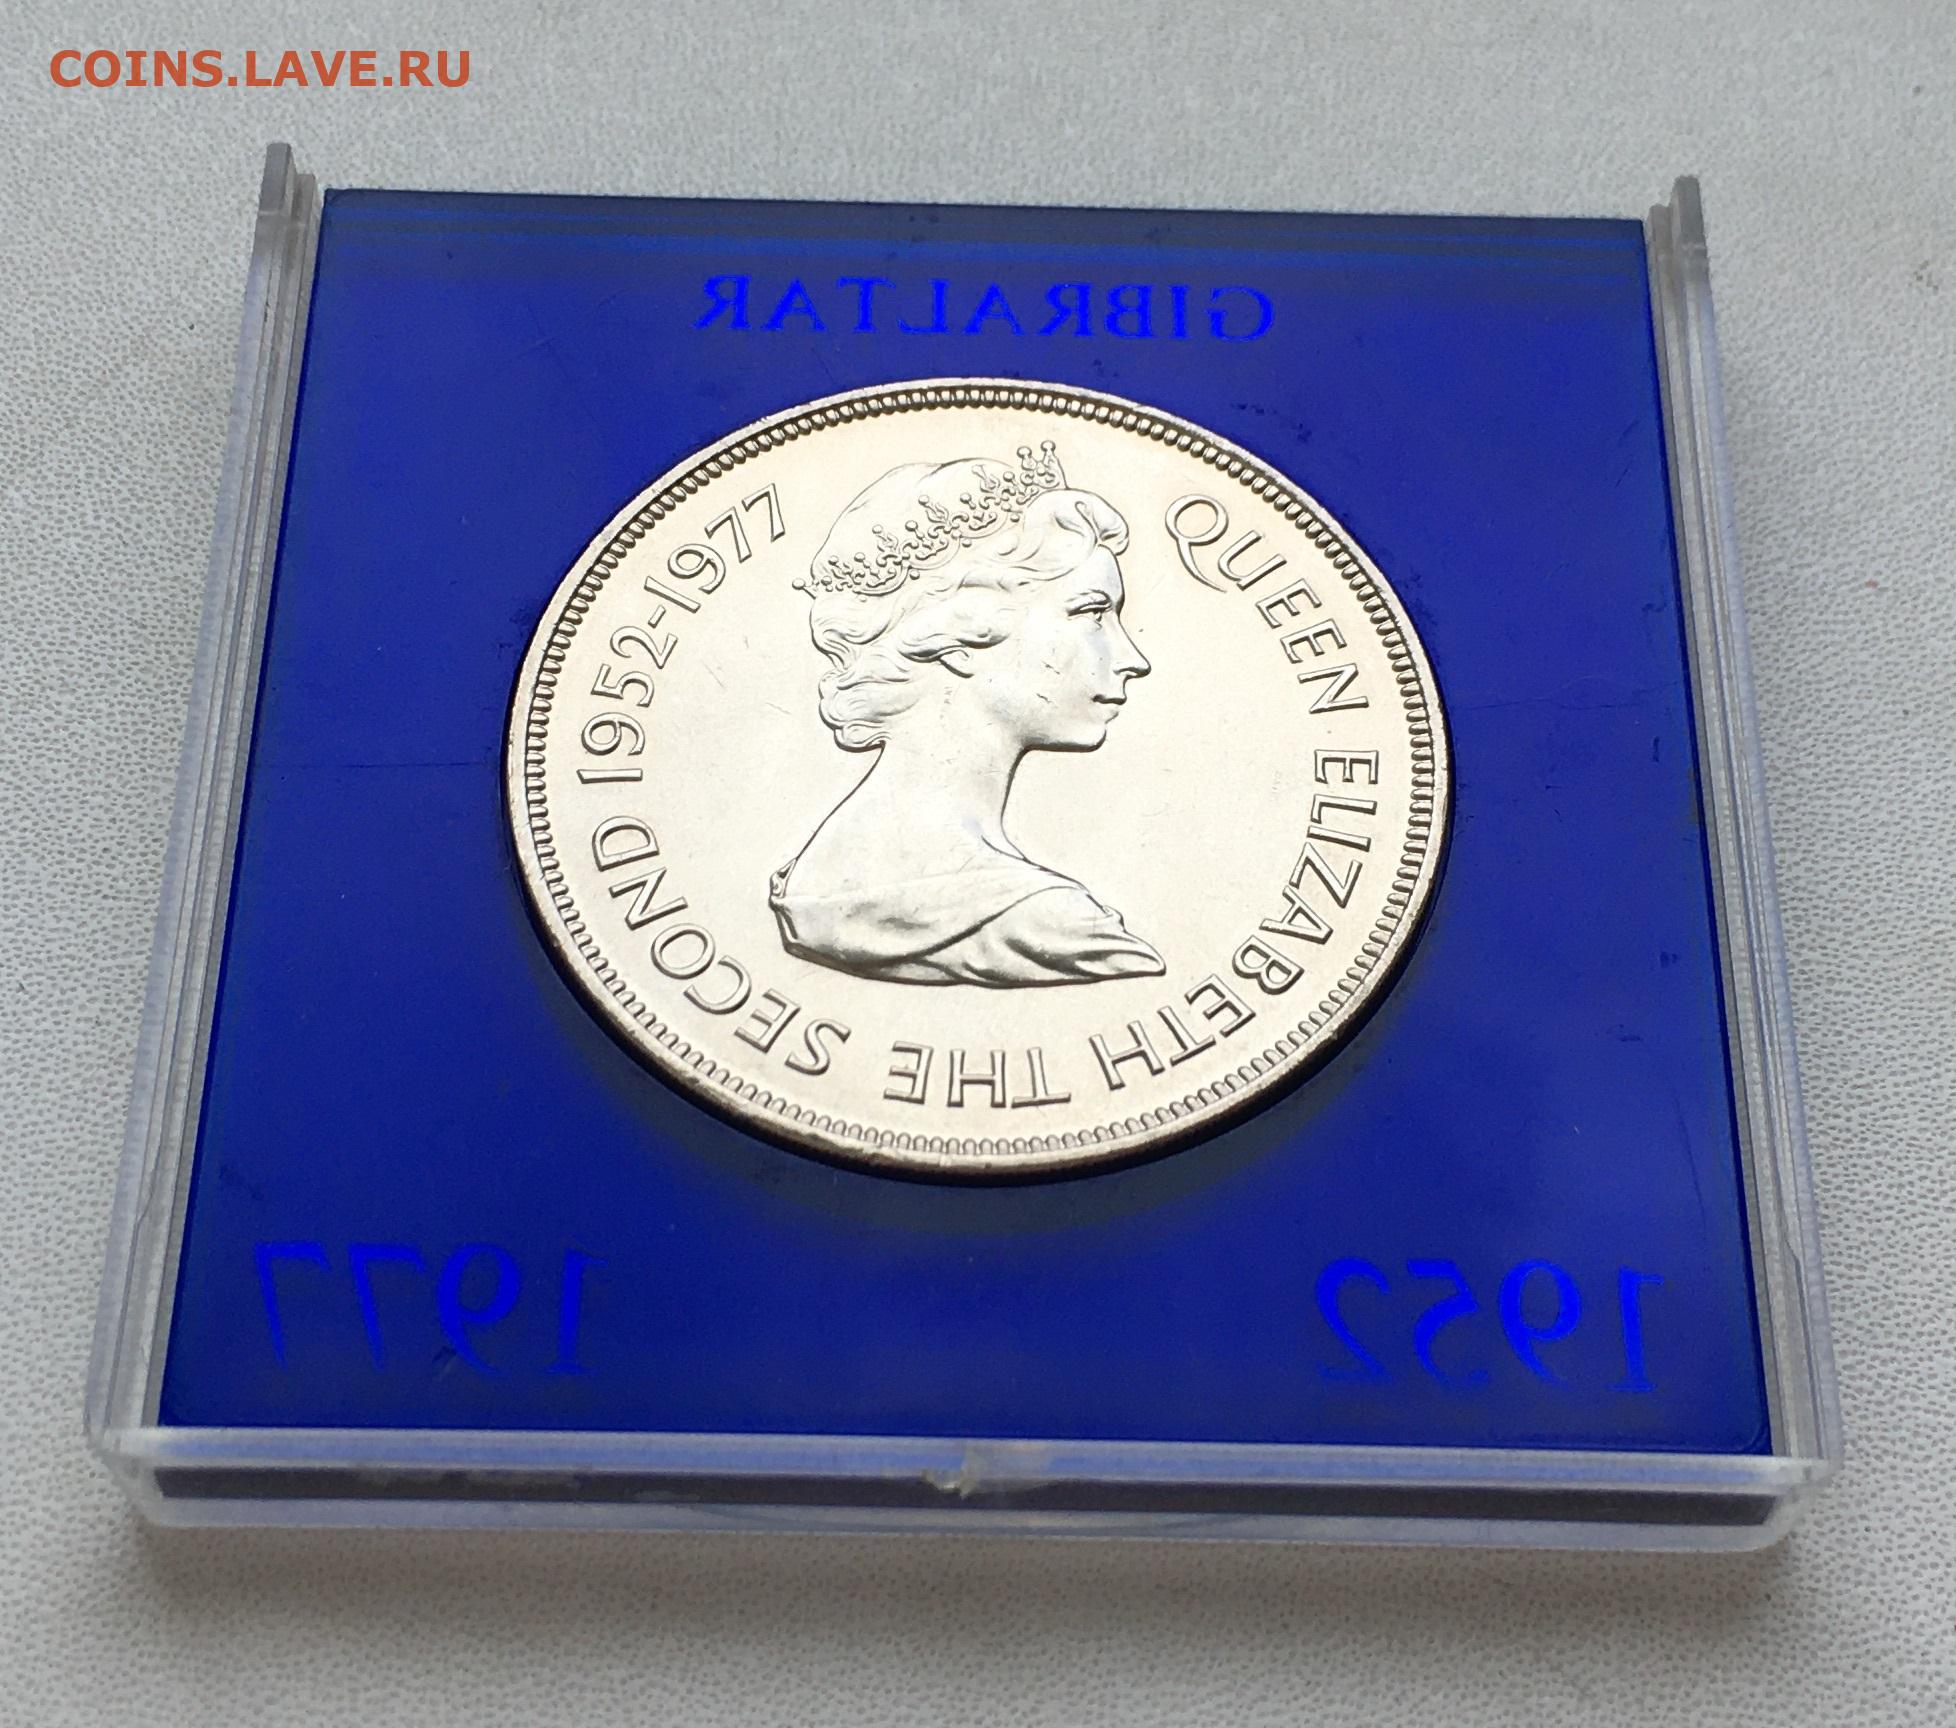 COINS.LAVE.RU
GIBRALTAR
QUEEN ELIZABETH THE SECOND 1952-1977
1952 1977